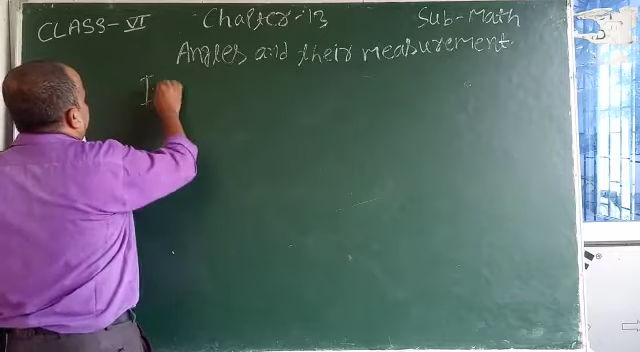 CLASS-VI Chapter-13 Sub-Math
Angles and their measurement.
I